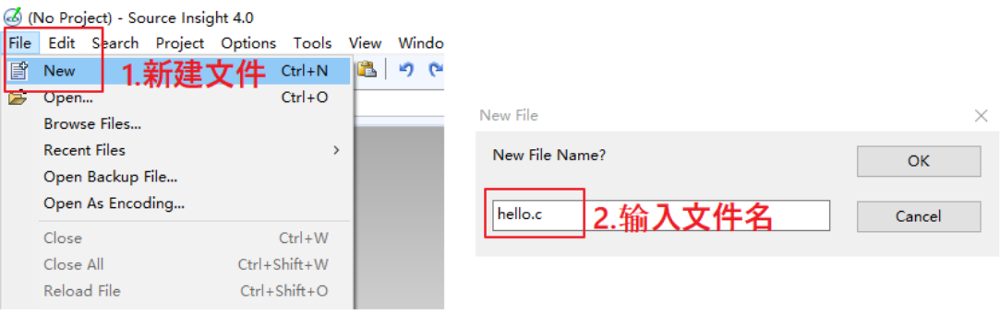 (No Project) - Source Insight 4.0
File Edit Search Project Options Tools View Windo
New Ctrl+N
1.新建文件
Open... Ctrl+O
Browse Files...
Recent Files >
Open Backup File...
Open As Encoding...
Close Ctrl+W
Close All Ctrl+Shift+W
Reload File Ctrl+Shift+O
New File
New File Name?
OK
hello.c
2.输入文件名
Cancel